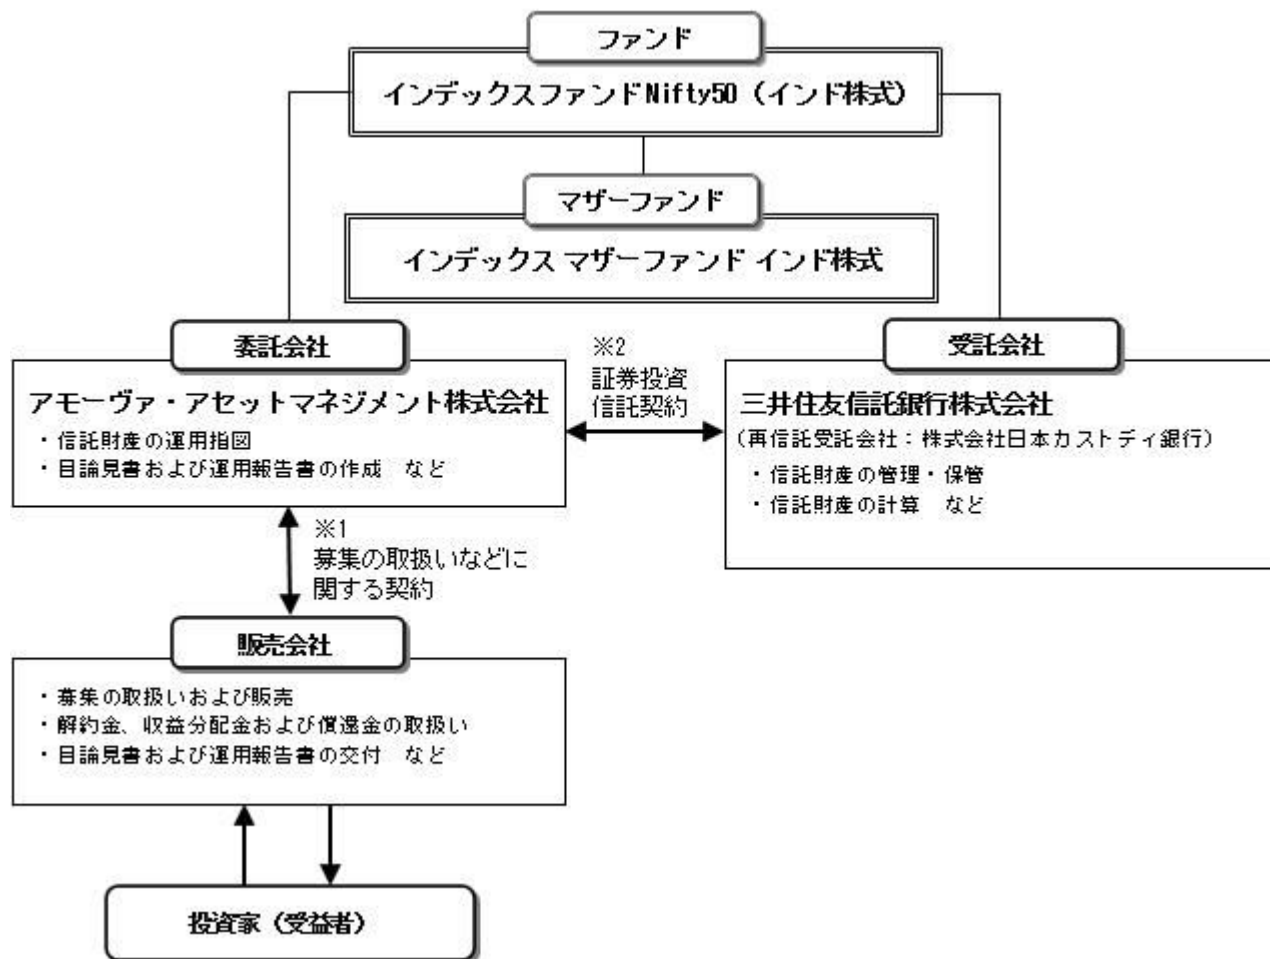 ファンド
インデックスファンドNifty50（インド株式）
マザーファンド
インデックス マザーファンド インド株式
委託会社
アモーヴァ・アセットマネジメント株式会社
・信託財産の運用指図
・目論見書および運用報告書の作成　など
※2
証券投資
信託契約
受託会社
三井住友信託銀行株式会社
（再信託受託会社：株式会社日本カストディ銀行）
・信託財産の管理・保管
・信託財産の計算　など
※1
募集の取扱いなどに
関する契約
販売会社
・募集の取扱いおよび販売
・解約金、収益分配金および償還金の取扱い
・目論見書および運用報告書の交付　など
投資家（受益者）